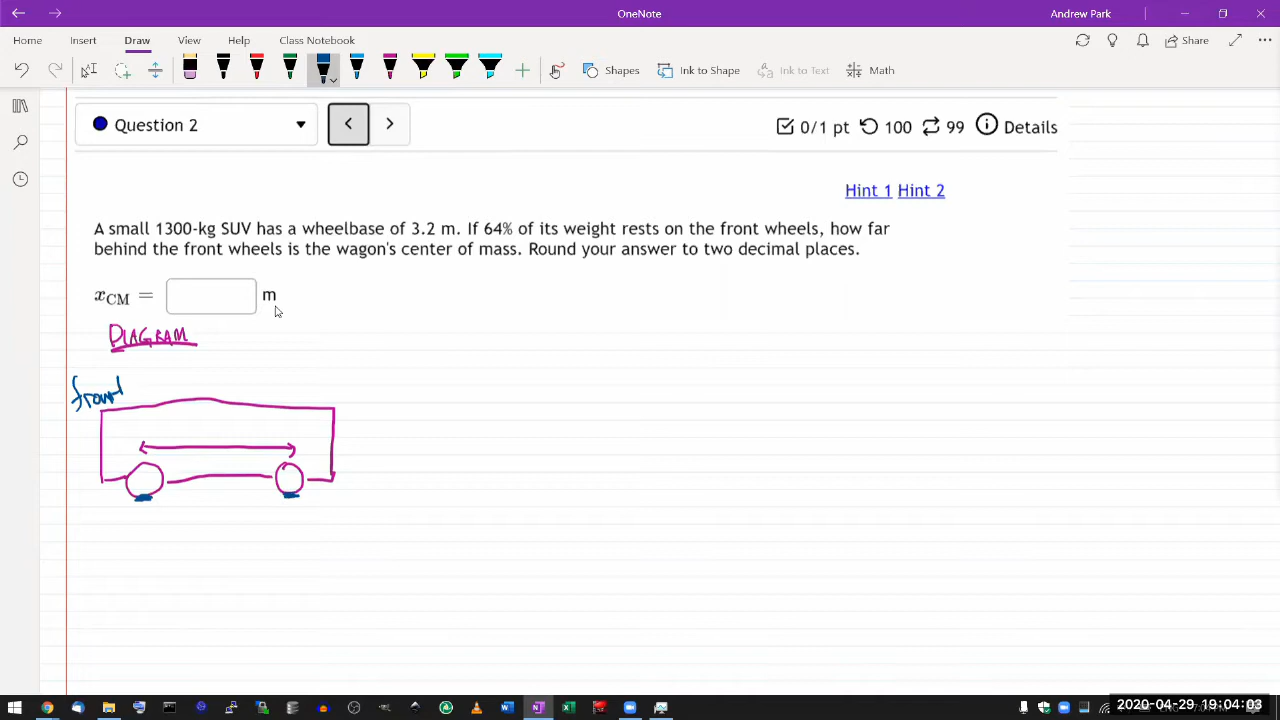 OneNote
Andrew Park
Home Insert Draw View Help Class Notebook
Share
Shapes Ink to Shape Ink to Text Math
Question 2
0/1 pt 100 99 Details
Hint 1 Hint 2
A small 1300-kg SUV has a wheelbase of 3.2 m. If 64% of its weight rests on the front wheels, how far
behind the front wheels is the wagon's center of mass. Round your answer to two decimal places.
xCM = m
DIAGRAM
front
2020-04-29 19:04:03